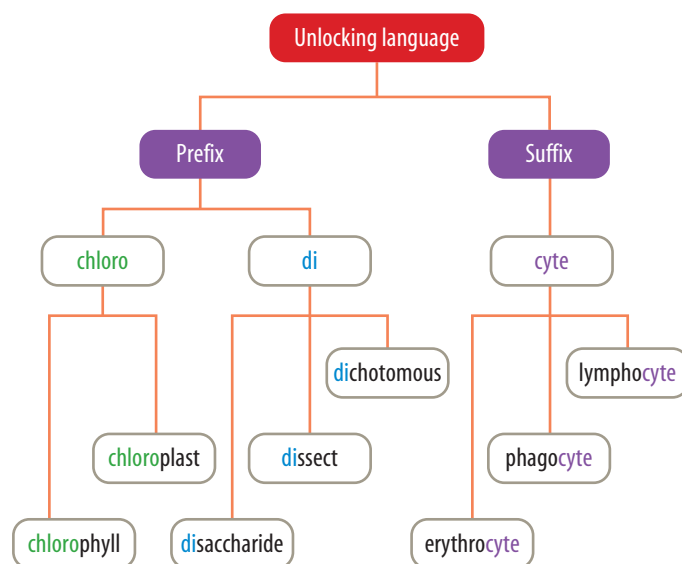 Unlocking language
Prefix
Suffix
chloro
di
cyte
dichotomous
lymphocyte
chloroplast
dissect
phagocyte
chlorophyll
disaccharide
erythrocyte